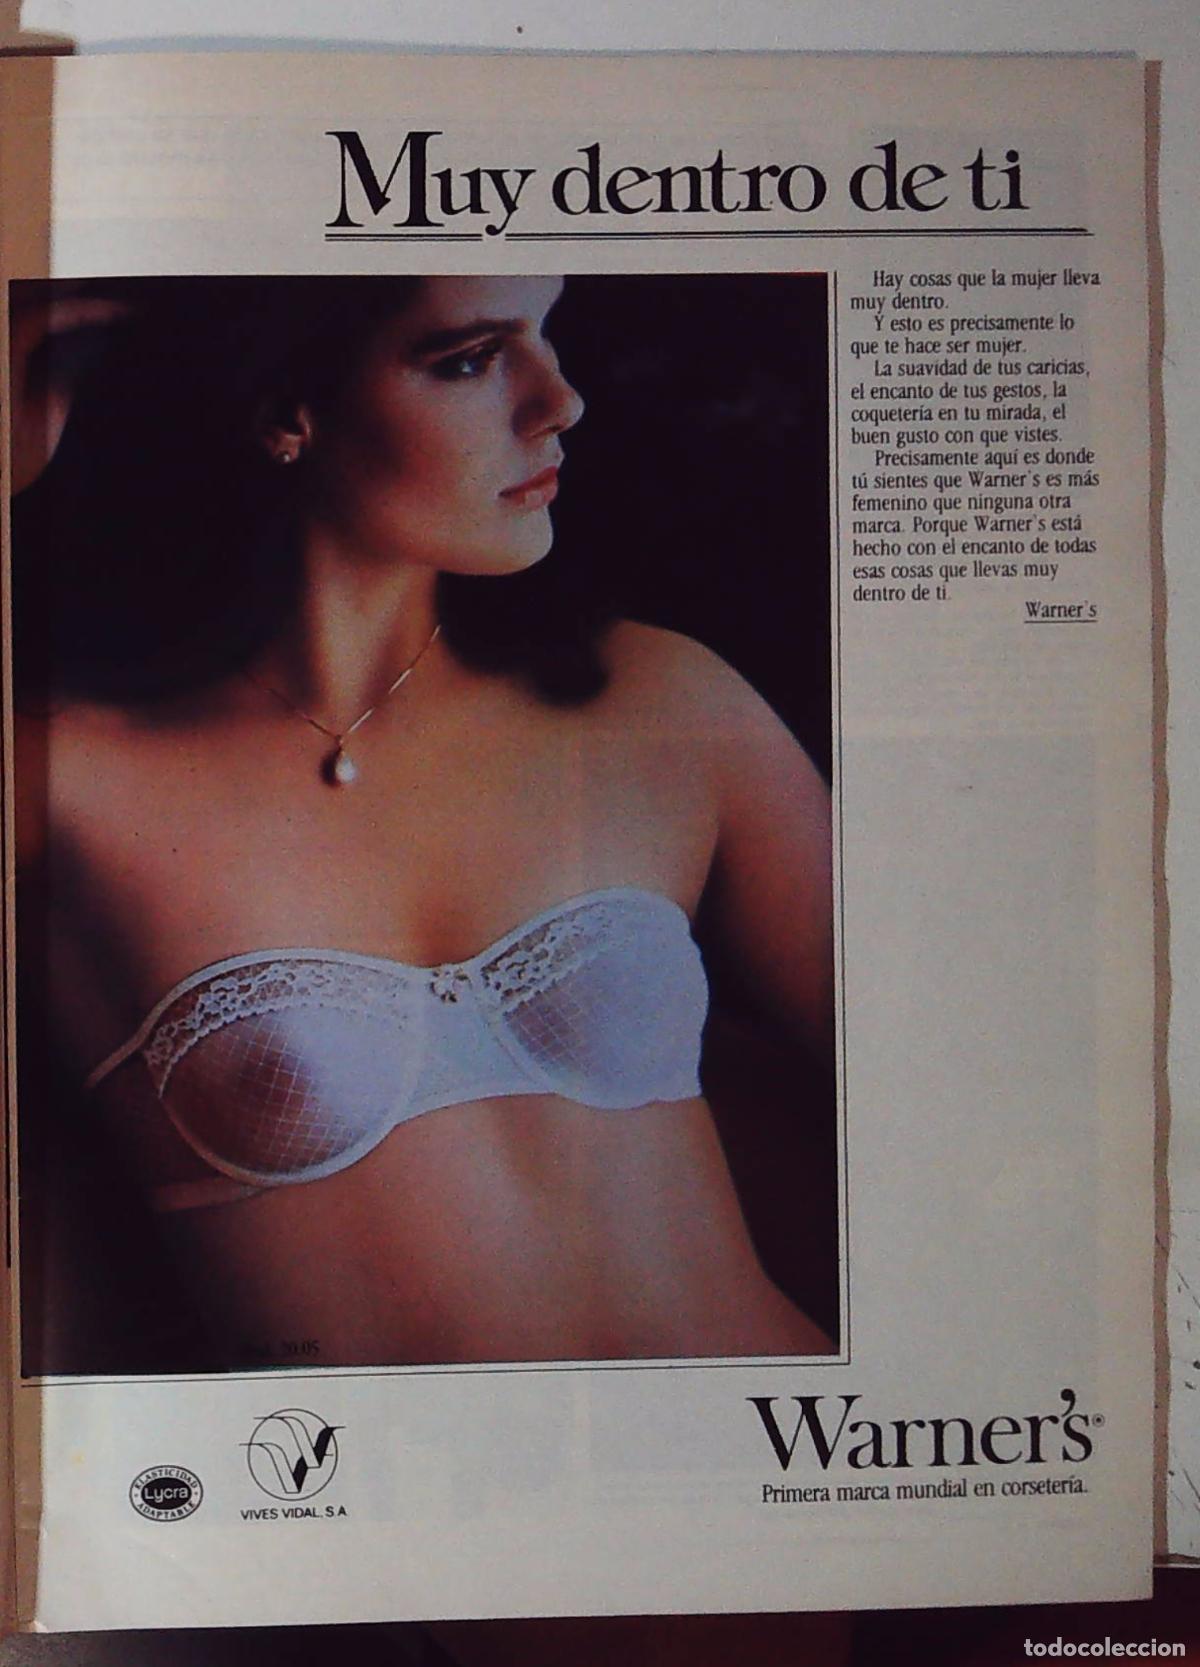 Muy dentro de ti
Hay cosas que la mujer lleva
muy dentro.
Y esto es precisamente lo
que te hace ser mujer.
La suavidad de tus caricias,
el encanto de tus gestos, la
coquetería en tu mirada, el
buen gusto con que vistes.
Precisamente aquí es donde
tú sientes que Warner's es más
femenino que ninguna otra
marca. Porque Warner's está
hecho con el encanto de todas
esas cosas que llevas muy
dentro de ti.
Warner's
20.05
ELASTICIDAD
Lycra
ADAPTABLE
VIVES VIDAL, S.A.
Warner's®
Primera marca mundial en corsetería.
todocoleccion